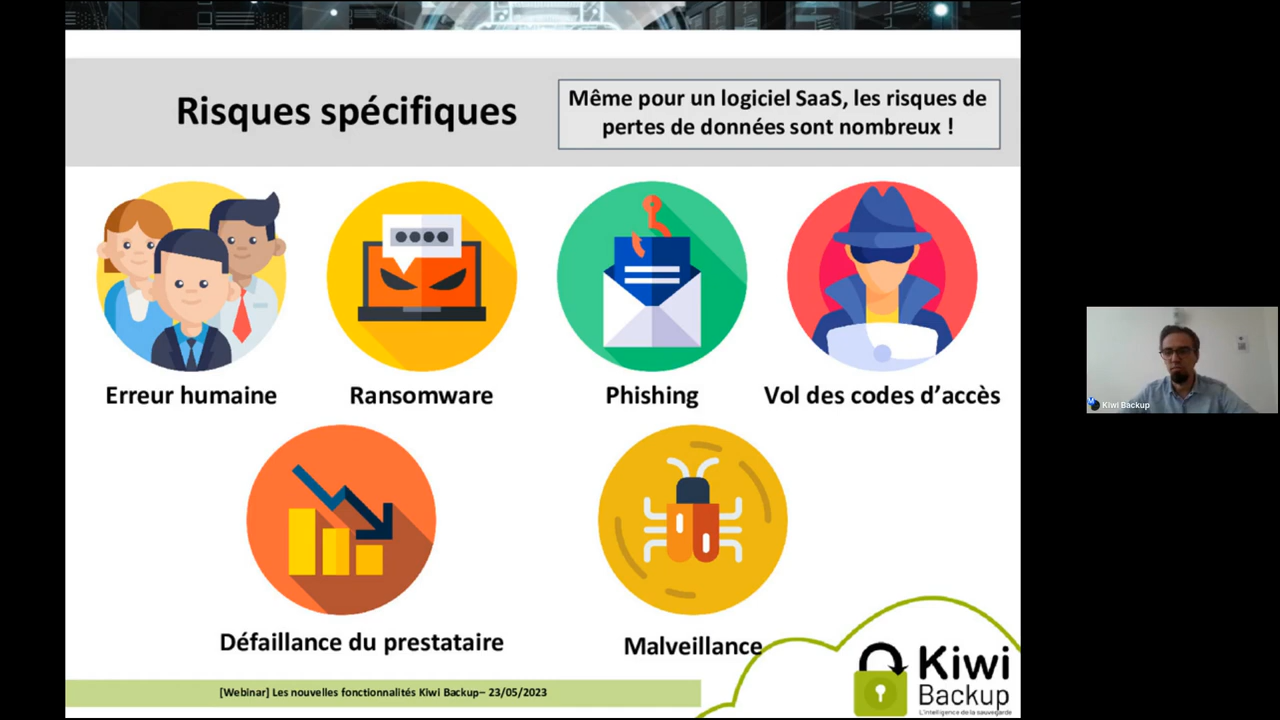 Risques spécifiques
Même pour un logiciel SaaS, les risques de
pertes de données sont nombreux !
Erreur humaine
Ransomware
Phishing
Vol des codes d’accès
Défaillance du prestataire
Malveillance
[Webinar] Les nouvelles fonctionnalités Kiwi Backup– 23/05/2023
Kiwi
Backup
L'intelligence de la sauvegarde
Kiwi Backup